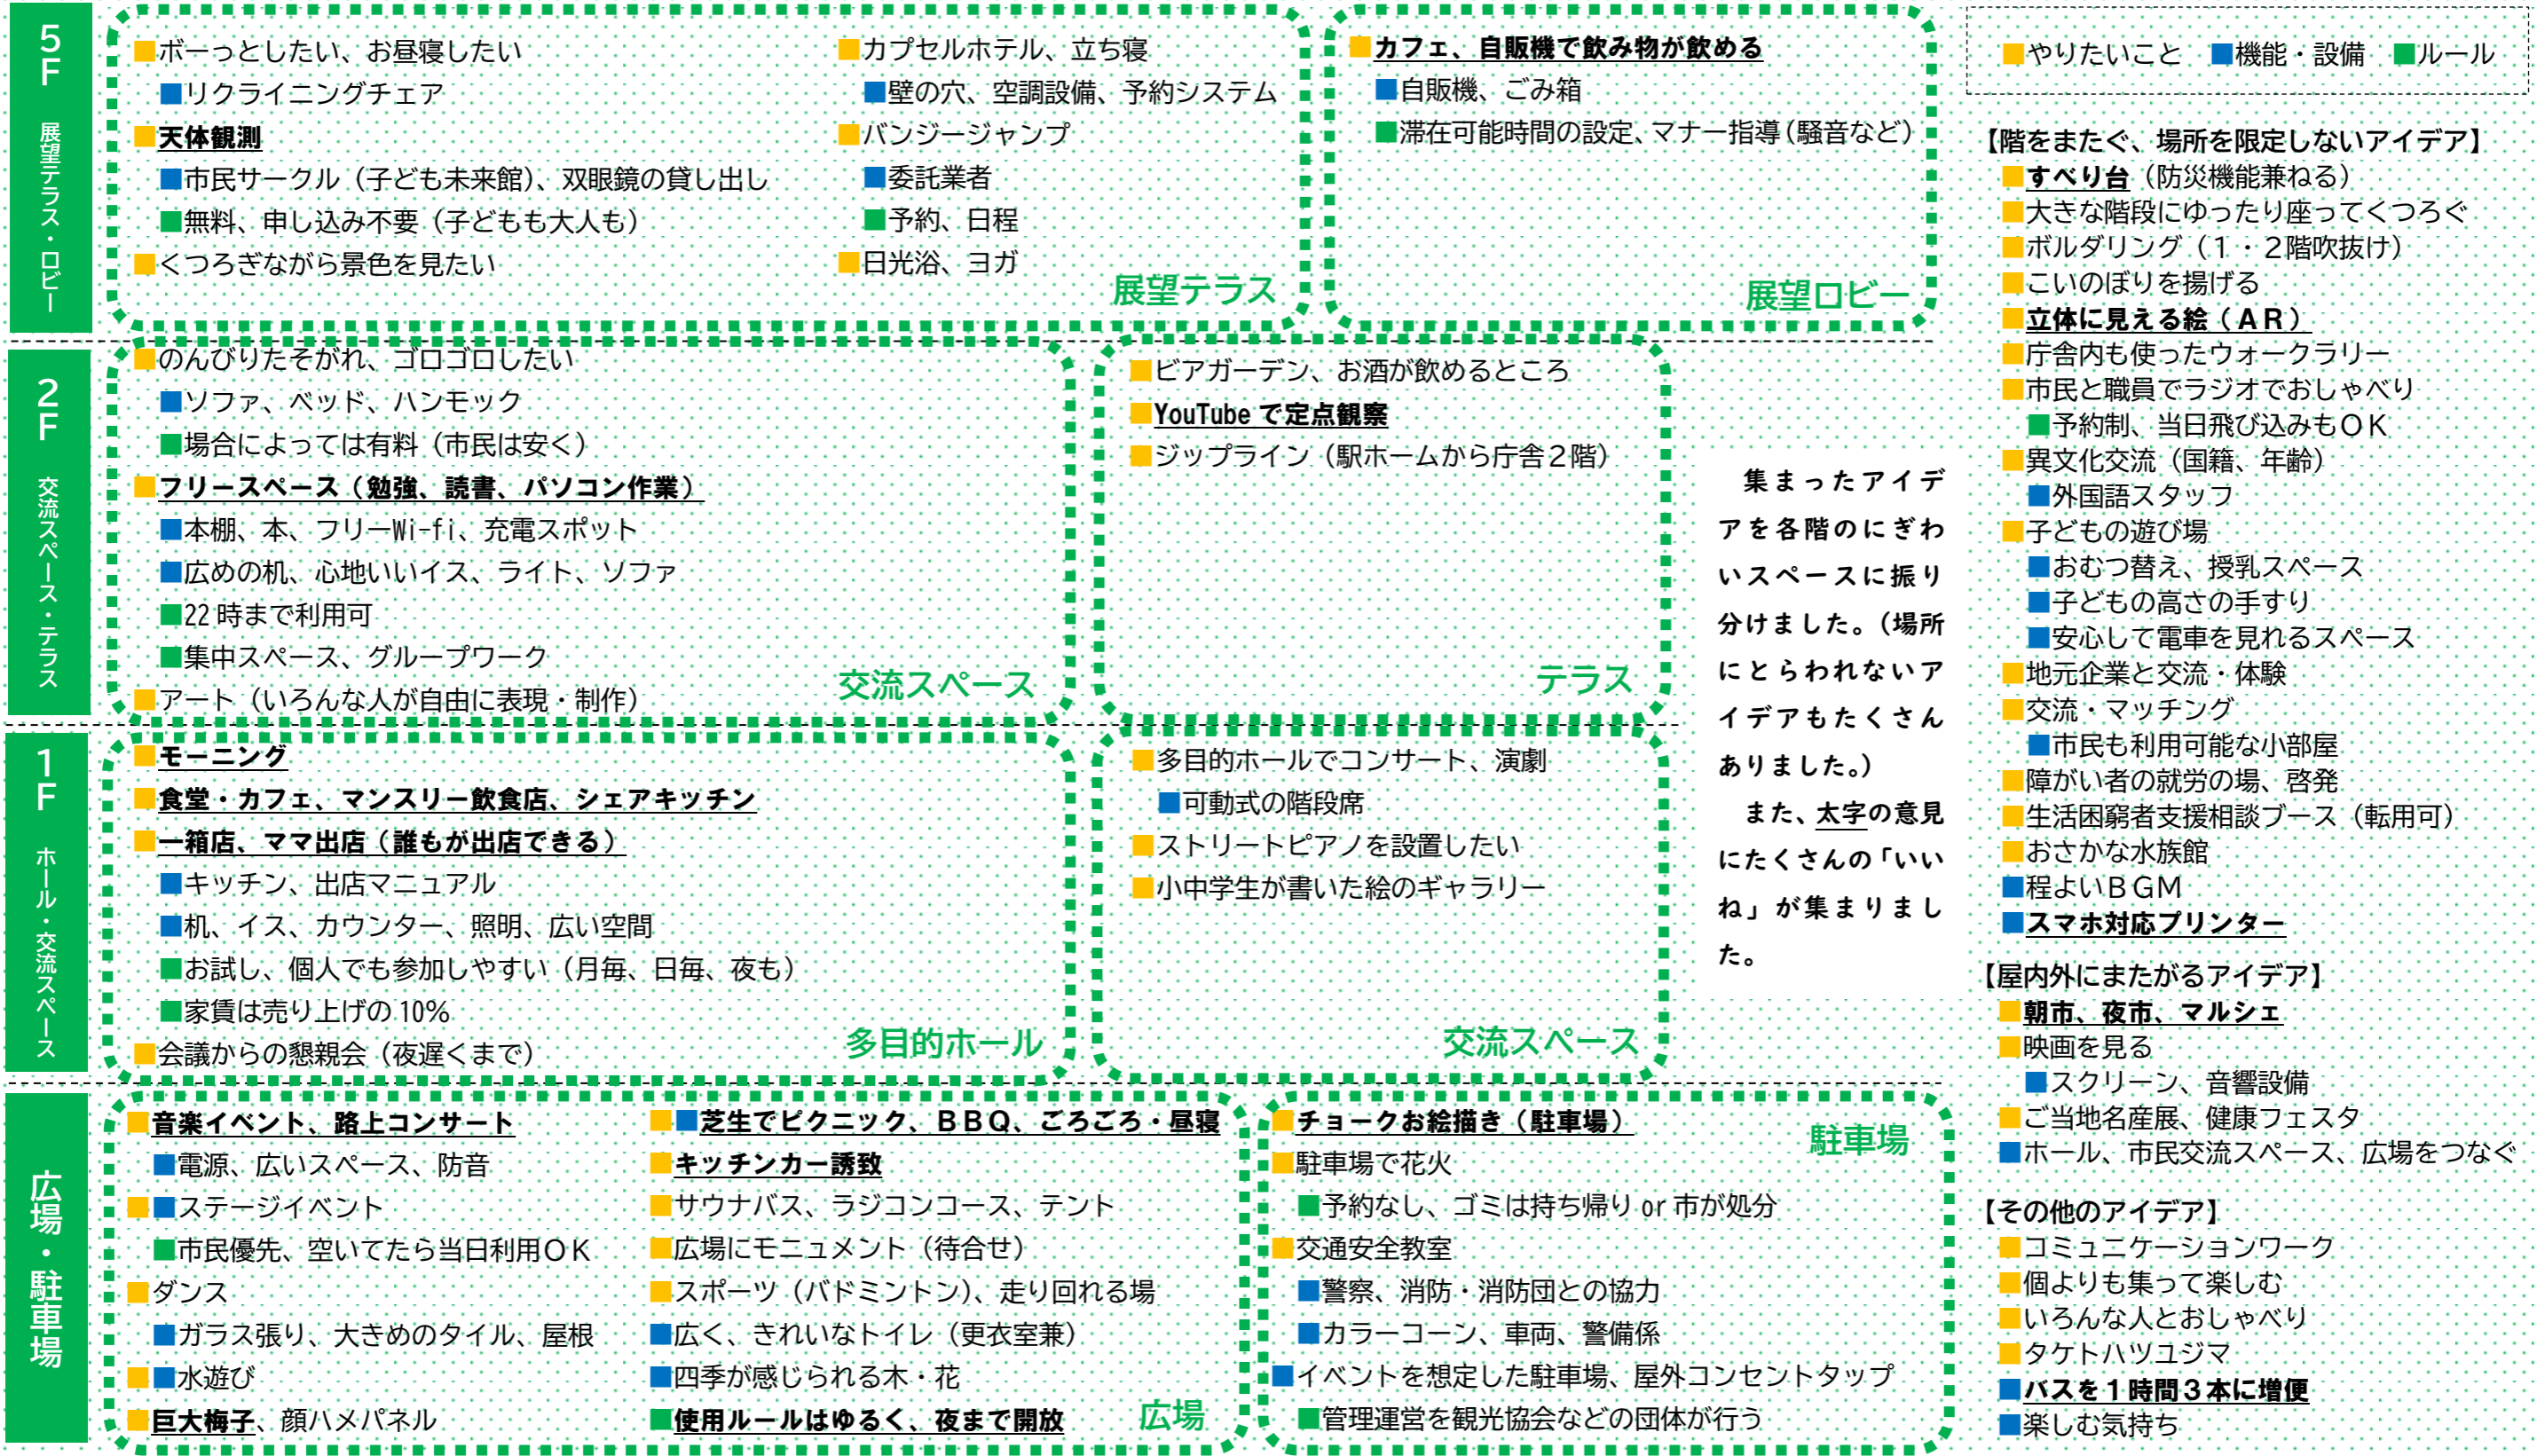 5F 展望テラス・ロビー
■ボーっとしたい、お昼寝したい
■リクライニングチェア
■天体観測
■市民サークル（子ども未来館）、双眼鏡の貸し出し
■無料、申し込み不要（子どもも大人も）
■くつろぎながら景色を見たい
■カプセルホテル、立ち寝
■壁の穴、空調設備、予約システム
■バンジージャンプ
■委託業者
■予約、日程
■日光浴、ヨガ
展望テラス
■カフェ、自販機で飲み物が飲める
■自販機、ごみ箱
■滞在可能時間の設定、マナー指導（騒音など）
展望ロビー
2F 交流スペース・テラス
■のんびりたそがれ、ゴロゴロしたい
■ソファ、ベッド、ハンモック
■場合によっては有料（市民は安く）
■フリースペース（勉強、読書、パソコン作業）
■本棚、本、フリーWi-fi、充電スポット
■広めの机、心地いいイス、ライト、ソファ
■22時まで利用可
■集中スペース、グループワーク
■アート（いろんな人が自由に表現・制作）
交流スペース
■ビアガーデン、お酒が飲めるところ
■YouTubeで定点観察
■ジップライン（駅ホームから庁舎２階）
テラス
1F ホール・交流スペース
■モーニング
■食堂・カフェ、マンスリー飲食店、シェアキッチン
■一箱店、ママ出店（誰もが出店できる）
■キッチン、出店マニュアル
■机、イス、カウンター、照明、広い空間
■お試し、個人でも参加しやすい（月毎、日毎、夜も）
■家賃は売り上げの10%
■会議からの懇親会（夜遅くまで）
多目的ホール
■多目的ホールでコンサート、演劇
■可動式の階段席
■ストリートピアノを設置したい
■小中学生が書いた絵のギャラリー
交流スペース
広場・駐車場
■音楽イベント、路上コンサート
■電源、広いスペース、防音
■■ステージイベント
■市民優先、空いてたら当日利用ＯＫ
■ダンス
■ガラス張り、大きめのタイル、屋根
■■水遊び
■巨大梅子、顔ハメパネル
■■芝生でピクニック、ＢＢＱ、ごろごろ・昼寝
■キッチンカー誘致
■サウナバス、ラジコンコース、テント
■広場にモニュメント（待合せ）
■スポーツ（バドミントン）、走り回れる場
■広く、きれいなトイレ（更衣室兼）
■四季が感じられる木・花
■使用ルールはゆるく、夜まで開放
広場
■チョークお絵描き（駐車場）
■駐車場で花火
■予約なし、ゴミは持ち帰りor市が処分
■交通安全教室
■警察、消防・消防団との協力
■カラーコーン、車両、警備係
■イベントを想定した駐車場、屋外コンセントタップ
■管理運営を観光協会などの団体が行う
駐車場
集まったアイデ
アを各階のにぎわ
いスペースに振り
分けました。（場所
にとらわれないア
イデアもたくさん
ありました。）
また、太字の意見
にたくさんの「いい
ね」が集まりまし
た。
■やりたいこと ■機能・設備 ■ルール
【階をまたぐ、場所を限定しないアイデア】
■すべり台（防災機能兼ねる）
■大きな階段にゆったり座ってくつろぐ
■ボルダリング（１・２階吹抜け）
■こいのぼりを揚げる
■立体に見える絵（ＡＲ）
■庁舎内も使ったウォークラリー
■市民と職員でラジオでおしゃべり
■予約制、当日飛び込みもＯＫ
■異文化交流（国籍、年齢）
■外国語スタッフ
■子どもの遊び場
■おむつ替え、授乳スペース
■子どもの高さの手すり
■安心して電車を見れるスペース
■地元企業と交流・体験
■交流・マッチング
■市民も利用可能な小部屋
■障がい者の就労の場、啓発
■生活困窮者支援相談ブース（転用可）
■おさかな水族館
■程よいＢＧＭ
■スマホ対応プリンター
【屋内外にまたがるアイデア】
■朝市、夜市、マルシェ
■映画を見る
■スクリーン、音響設備
■ご当地名産展、健康フェスタ
■ホール、市民交流スペース、広場をつなぐ
【その他のアイデア】
■コミュニケーションワーク
■個よりも集って楽しむ
■いろんな人とおしゃべり
■タケトハツユジマ
■バスを１時間３本に増便
■楽しむ気持ち